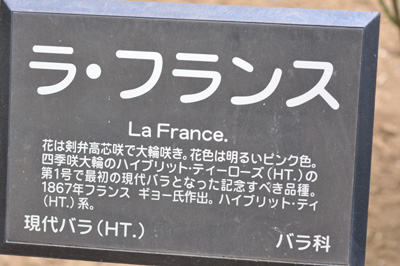 ラ・フランス
La France.
花は剣弁高芯咲で大輪咲き。花色は明るいピンク色。
四季咲大輪のハイブリット・ティーローズ(HT.)の
第1号で最初の現代バラとなった記念すべき品種。
1867年フランス ギヨー氏作出。ハイブリット・ティ
(HT.)系。
現代バラ(HT.)
バラ科